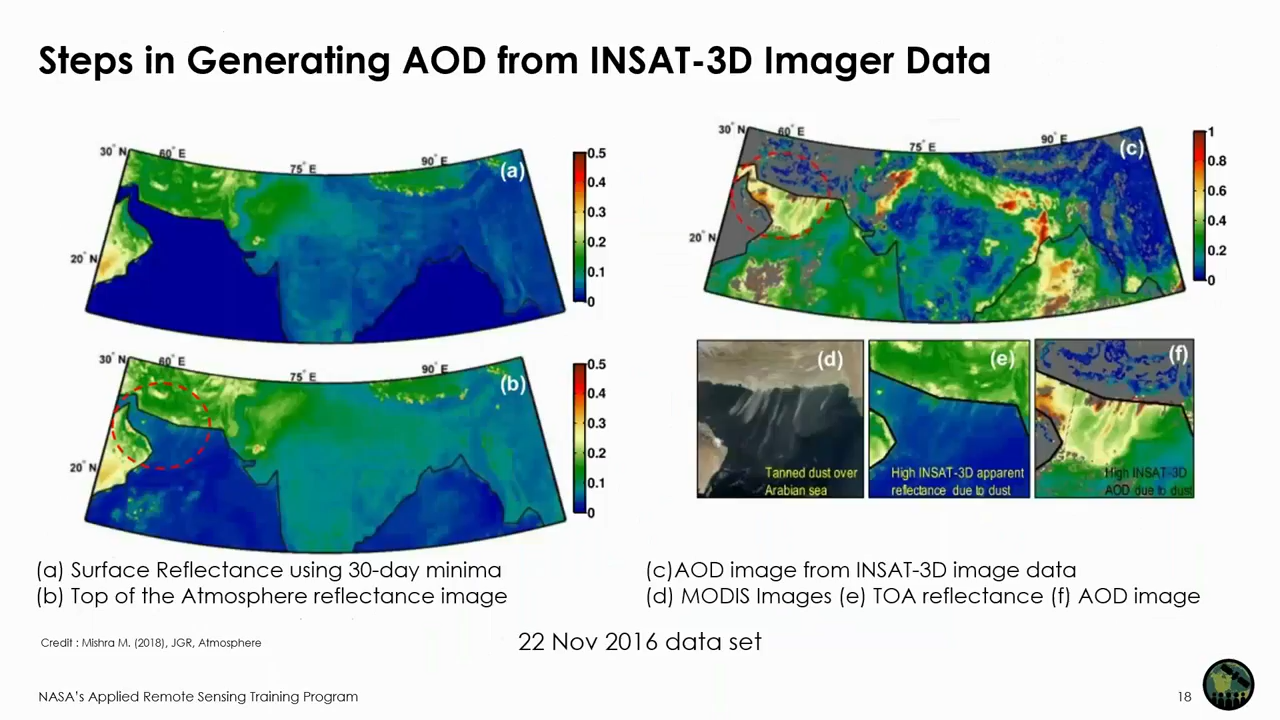 Steps in Generating AOD from INSAT-3D Imager Data
30° N
60° E
75° E
90° E
(a)
20° N
0.5
0.4
0.3
0.2
0.1
0
30° N
60° E
75° E
90° E
(b)
20° N
0.5
0.4
0.3
0.2
0.1
0
30° N
60° E
75° E
90° E
(c)
20° N
1
0.8
0.6
0.4
0.2
0
(d)
Tanned dust over
Arabian sea
(e)
High INSAT-3D apparent
reflectance due to dust
(f)
High INSAT-3D
AOD due to dust
(a) Surface Reflectance using 30-day minima
(b) Top of the Atmosphere reflectance image
(c)AOD image from INSAT-3D image data
(d) MODIS Images (e) TOA reflectance (f) AOD image
Credit : Mishra M. (2018), JGR, Atmosphere
22 Nov 2016 data set
NASA's Applied Remote Sensing Training Program
18